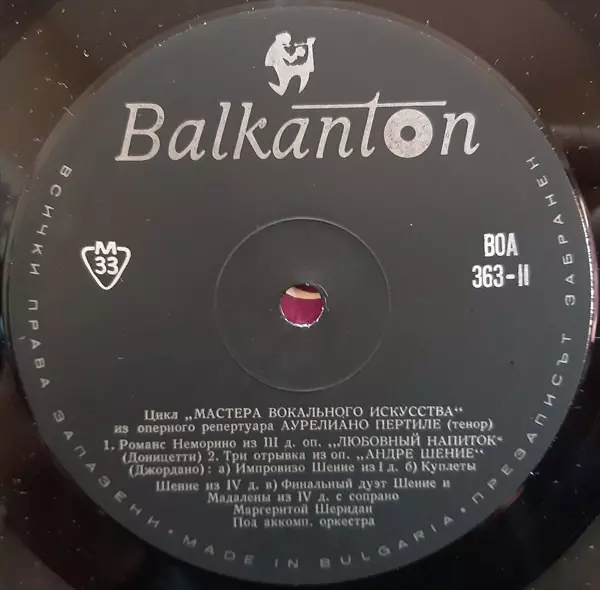 Balkanton
М
33
ВОА
363-II
Цикл „МАСТЕРА ВОКАЛЬНОГО ИСКУССТВА“
из оперного репертуара АУРЕЛИАНО ПЕРТИЛЕ (тенор)
1. Романс Неморино из III д. оп. „ЛЮБОВНЫЙ НАПИТОК“
(Доницетти) 2. Три отрывка из оп. „АНДРЕ ШЕНИЕ“
(Джордано): а) Импровизо Шение из I д. б) Куплеты
Шение из IV д. в) Финальный дуэт Шение и
Мадалены из IV д. с сопрано
Маргеритой Шеридан
Под аккомп. оркестра
ВСИЧКИ ПРАВА ЗАПАЗЕНИ • MADE IN BULGARIA • ПРЕЗАПИСЪТ ЗАБРАНЕН